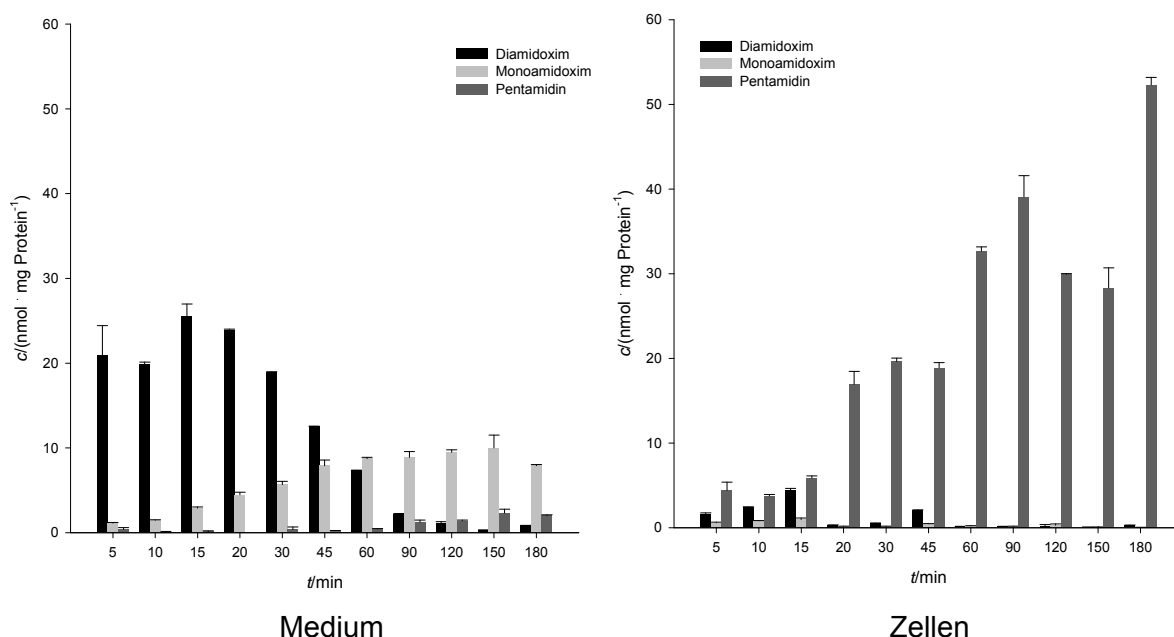 60
50
40
30
20
10
0
c/(nmol · mg Protein⁻¹)
Diamidoxim
Monoamidoxim
Pentamidin
5 10 15 20 30 45 60 90 120 150 180
t/min
Medium
60
50
40
30
20
10
0
c/(nmol · mg Protein⁻¹)
Diamidoxim
Monoamidoxim
Pentamidin
5 10 15 20 30 45 60 90 120 150 180
t/min
Zellen